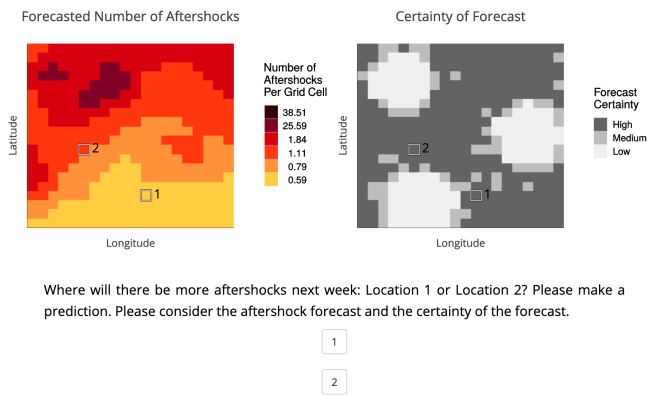 Forecasted Number of Aftershocks
Certainty of Forecast
Number of
Aftershocks
Per Grid Cell
38.51
25.59
1.84
1.11
0.79
0.59
Latitude
Longitude
2
1
Latitude
Longitude
2
1
Forecast
Certainty
High
Medium
Low
Where will there be more aftershocks next week: Location 1 or Location 2? Please make a
prediction. Please consider the aftershock forecast and the certainty of the forecast.
1
2